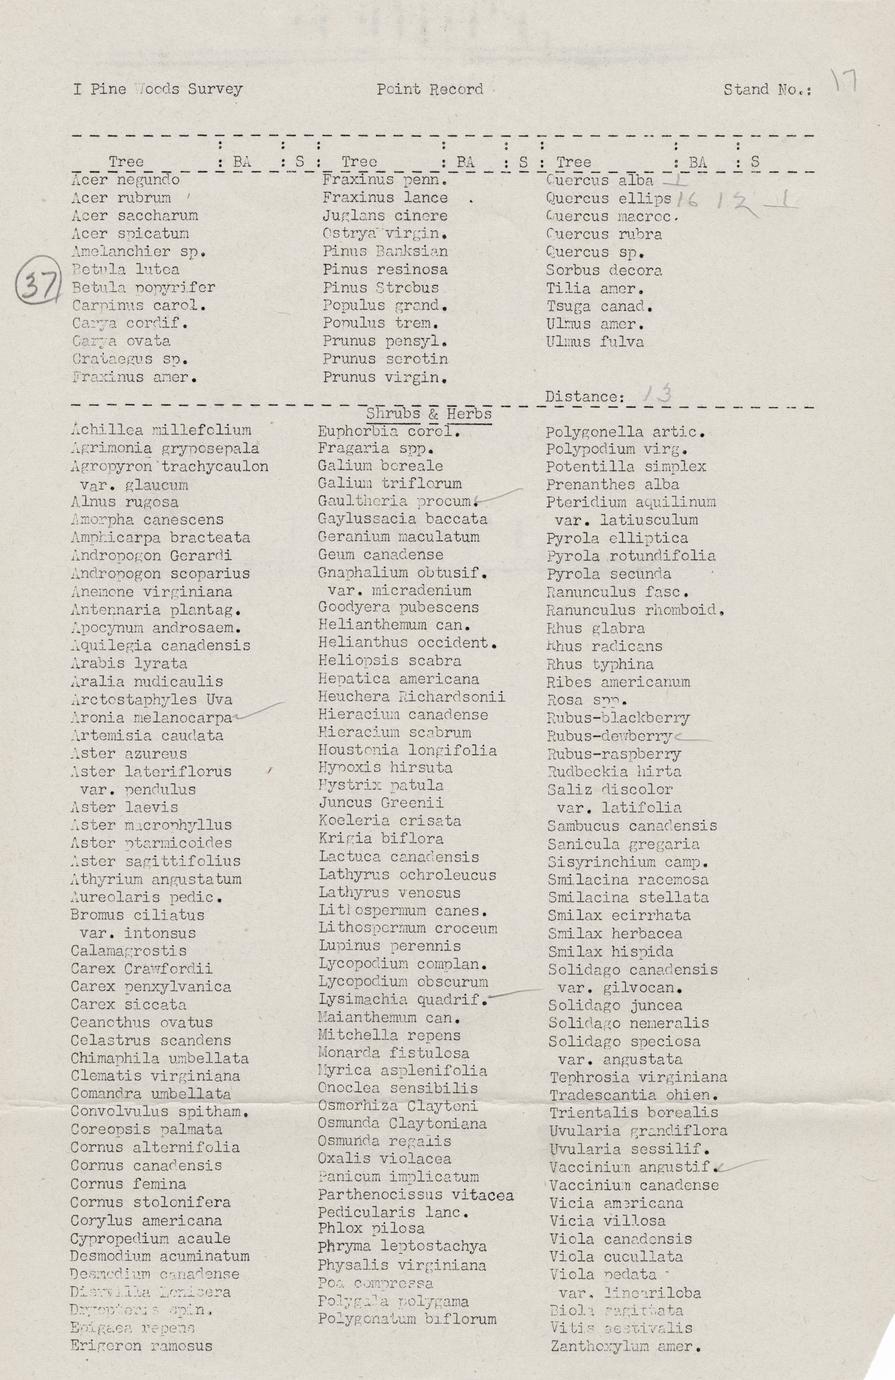 I Pine Woods Survey Point Record Stand No.: 17
: : : : : : :
Tree : BA : S : Tree : BA : S : Tree : BA : S
Acer negundo
Acer rubrum
Acer saccharum
Acer spicatum
Amelanchier sp.
Betula lutea
Betula popyrifer
Carpinus carol.
Carya cordif.
Carya ovata
Crataegus sp.
Fraxinus amer.
37
Fraxinus penn.
Fraxinus lance .
Juglans cinere
Ostrya virgin.
Pinus Banksian
Pinus resinosa
Pinus Strobus
Populus grand.
Populus trem.
Prunus pensyl.
Prunus serotin
Prunus virgin.
Quercus alba 1
Quercus ellips 16 12 1
Quercus macroc.
Quercus rubra
Quercus sp.
Sorbus decora
Tilia amer.
Tsuga canad.
Ulmus amer.
Ulmus fulva
Distance: 13
Shrubs & Herbs
Achillea millefolium
Agrimonia gryposepala
Agropyron trachycaulon
var. glaucum
Alnus rugosa
Amorpha canescens
Amphicarpa bracteata
Andropogon Gerardi
Andropogon scoparius
Anemone virginiana
Antennaria plantag.
Apocynum androsaem.
Aquilegia canadensis
Arabis lyrata
Aralia nudicaulis
Arctostaphyles Uva
Aronia melanocarpa ✓
Artemisia caudata
Aster azureus
Aster lateriflorus
var. pendulus
Aster laevis
Aster macrophyllus
Aster ptarmicoides
Aster sagittifolius
Athyrium angustatum
Aureolaris pedic.
Bromus ciliatus
var. intonsus
Calamagrostis
Carex Crawfordii
Carex penxylvanica
Carex siccata
Ceanothus ovatus
Celastrus scandens
Chimaphila umbellata
Clematis virginiana
Comandra umbellata
Convolvulus spitham.
Coreopsis palmata
Cornus alternifolia
Cornus canadensis
Cornus femina
Cornus stolonifera
Corylus americana
Cypropedium acaule
Desmodium acuminatum
Desmodium canadense
Diervilla Lonicera
Dryopteris spin.
Epigaea repens
Erigeron ramosus
Euphorbia corol.
Fragaria spp.
Galium boreale
Galium triflorum
Gaultheria procum. ✓
Gaylussacia baccata
Geranium maculatum
Geum canadense
Gnaphalium obtusif.
var. micradenium
Goodyera pubescens
Helianthemum can.
Helianthus occident.
Heliopsis scabra
Hepatica americana
Heuchera Richardsonii
Hieracium canadense
Hieracium scabrum
Houstonia longifolia
Hypoxis hirsuta
Hystrix patula
Juncus Greenii
Koeleria crisata
Krigia biflora
Lactuca canadensis
Lathyrus ochroleucus
Lathyrus venosus
Lithospermum canes.
Lithospermum croceum
Lupinus perennis
Lycopodium complan.
Lycopodium obscurum
Lysimachia quadrif. ✓
Maianthemum can.
Mitchella repens
Monarda fistulosa
Myrica asplenifolia
Onoclea sensibilis
Osmorhiza Claytoni
Osmunda Claytoniana
Osmunda regalis
Oxalis violacea
Panicum implicatum
Parthenocissus vitacea
Pedicularis lanc.
Phlox pilosa
Phryma leptostachya
Physalis virginiana
Poa compressa
Polygala polygama
Polygonatum biflorum
Polygonella artic.
Polypodium virg.
Potentilla simplex
Prenanthes alba
Pteridium aquilinum
var. latiusculum
Pyrola elliptica
Pyrola rotundifolia
Pyrola secunda
Ranunculus fasc.
Ranunculus rhomboid.
Rhus glabra
Rhus radicans
Rhus typhina
Ribes americanum
Rosa spp.
Rubus-blackberry
Rubus-dewberry ✓
Rubus-raspberry
Rudbeckia hirta
Saliz discolor
var. latifolia
Sambucus canadensis
Sanicula gregaria
Sisyrinchium camp.
Smilacina racemosa
Smilacina stellata
Smilax ecirrhata
Smilax herbacea
Smilax hispida
Solidago canadensis
var. gilvocan.
Solidago juncea
Solidago nemeralis
Solidago speciosa
var. angustata
Tephrosia virginiana
Tradescantia ohien.
Trientalis borealis
Uvularia grandiflora
Uvularia sessilif.
Vaccinium angustif. ✓
Vaccinium canadense
Vicia americana
Vicia villosa
Viola canadensis
Viola cucullata
Viola pedata
var. lineariloba
Biola sagittata
Vitis aestivalis
Zanthoxylum amer.